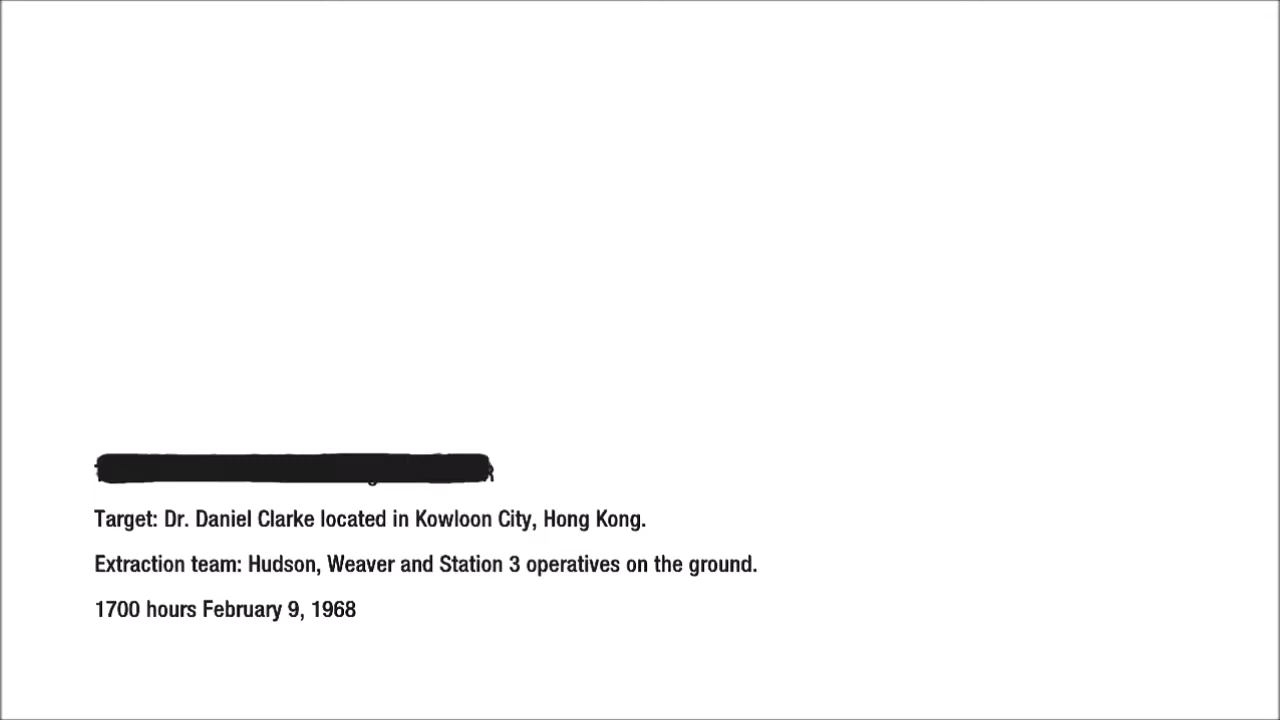 Target: Dr. Daniel Clarke located in Kowloon City, Hong Kong.
Extraction team: Hudson, Weaver and Station 3 operatives on the ground.
1700 hours February 9, 1968